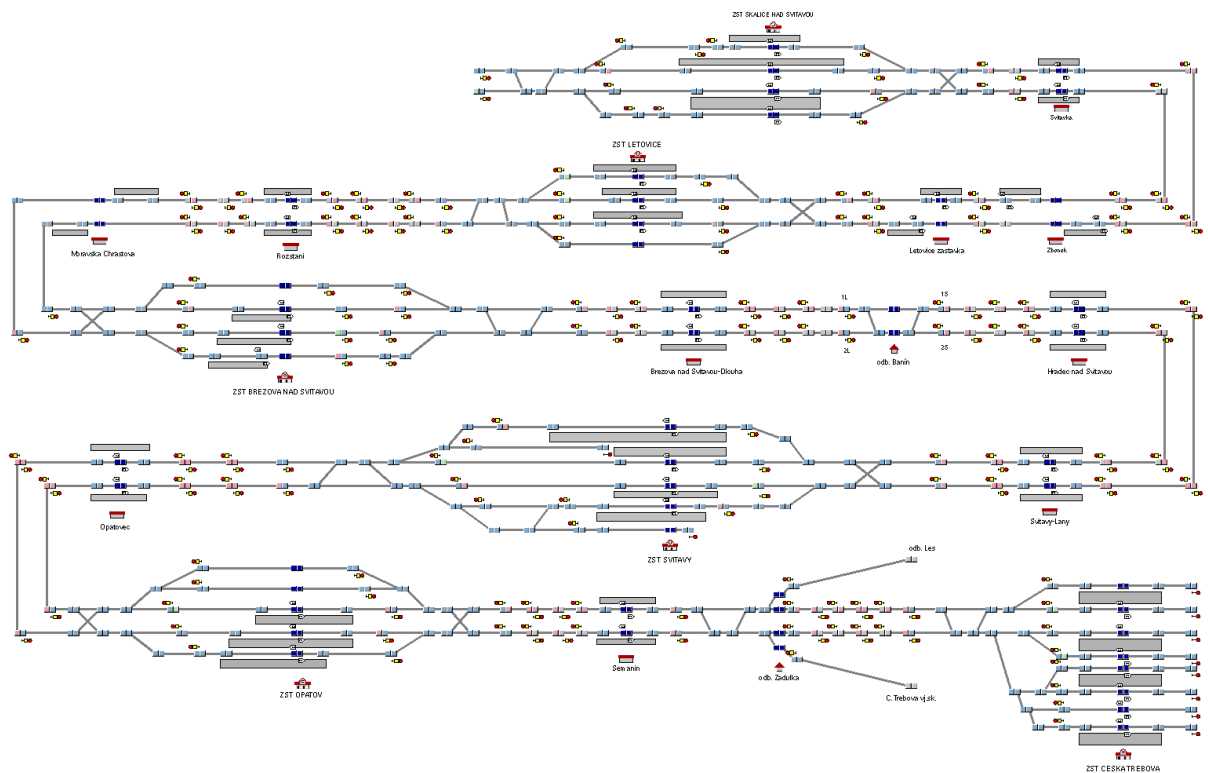 ZST SKALICE NAD SVITAVOU
Svitavka
ZST LETOVICE
Moravska Chrastova
Rozstani
Letovice zastavka
Zboněk
1L
1S
2L
2S
ZST BREZOVA NAD SVITAVOU
Brezova nad Svitavou-Dlouha
odb. Banín
Hradec nad Svitavou
Opatovec
ZST SVITAVY
Svitavy-Lany
odb. Les
ZST OPATOV
Semanin
odb. Zadulka
C.Trebova vj.sk.
ZST CESKA TREBOVA